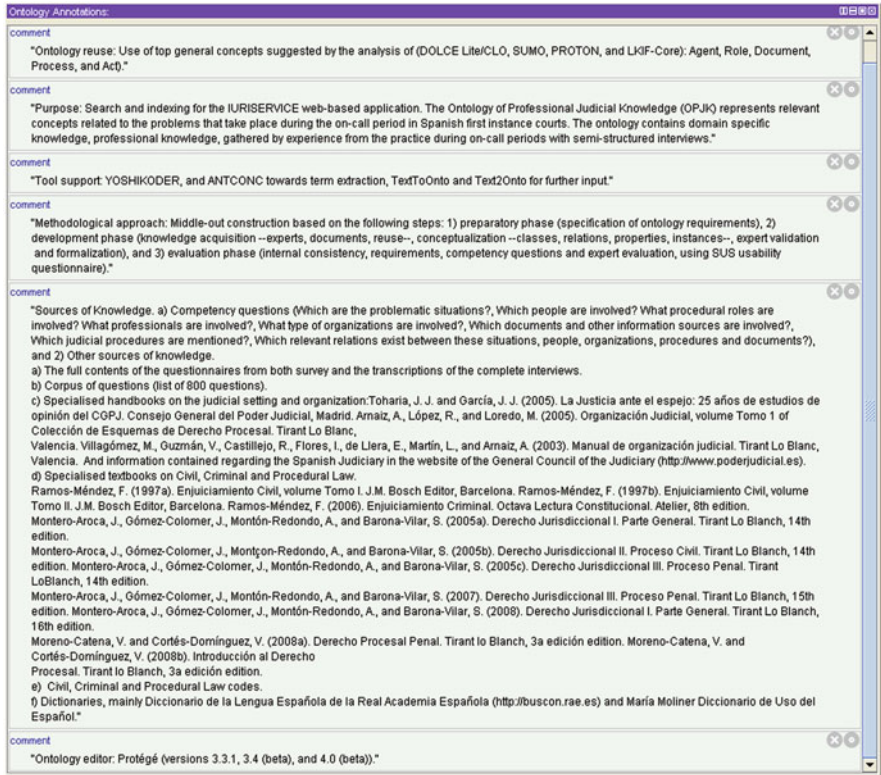 Ontology Annotations:
comment
"Ontology reuse: Use of top general concepts suggested by the analysis of (DOLCE Lite/CLO, SUMO, PROTON, and LKIF-Core): Agent, Role, Document,
Process, and Act)."
comment
"Purpose: Search and indexing for the IURISERVICE web-based application. The Ontology of Professional Judicial Knowledge (OPJK) represents relevant
concepts related to the problems that take place during the on-call period in Spanish first instance courts. The ontology contains domain specific
knowledge, professional knowledge, gathered by experience from the practice during on-call periods with semi-structured interviews."
comment
"Tool support: YOSHIKODER, and ANTCONC towards term extraction, TextToOnto and Text2Onto for further input."
comment
"Methodological approach: Middle-out construction based on the following steps: 1) preparatory phase (specification of ontology requirements), 2)
development phase (knowledge acquisition --experts, documents, reuse--, conceptualization --classes, relations, properties, instances--, expert validation
and formalization), and 3) evaluation phase (internal consistency, requirements, competency questions and expert evaluation, using SUS usability
questionnaire)."
comment
"Sources of Knowledge. a) Competency questions (Which are the problematic situations?, Which people are involved? What procedural roles are
involved? What professionals are involved?, What type of organizations are involved?, Which documents and other information sources are involved?,
Which judicial procedures are mentioned?, Which relevant relations exist between these situations, people, organizations, procedures and documents?),
and 2) Other sources of knowledge.
a) The full contents of the questionnaires from both survey and the transcriptions of the complete interviews.
b) Corpus of questions (list of 800 questions).
c) Specialised handbooks on the judicial setting and organization:Toharia, J. J. and García, J. J. (2005). La Justicia ante el espejo: 25 años de estudios de
opinión del CGPJ. Consejo General del Poder Judicial, Madrid. Arnaiz, A., López, R., and Loredo, M. (2005). Organización Judicial, volume Tomo 1 of
Colección de Esquemas de Derecho Procesal. Tirant Lo Blanc,
Valencia. Villagómez, M., Guzmán, V., Castillejo, R., Flores, I., de Llera, E., Martín, L., and Arnaiz, A. (2003). Manual de organización judicial. Tirant Lo Blanc,
Valencia.  And information contained regarding the Spanish Judiciary in the website of the General Council of the Judiciary (http://www.poderjudicial.es).
d) Specialised textbooks on Civil, Criminal and Procedural Law.
Ramos-Méndez, F. (1997a). Enjuiciamiento Civil, volume Tomo I. J.M. Bosch Editor, Barcelona. Ramos-Méndez, F. (1997b). Enjuiciamiento Civil, volume
Tomo II. J.M. Bosch Editor, Barcelona. Ramos-Méndez, F. (2006). Enjuiciamiento Criminal. Octava Lectura Constitucional. Atelier, 8th edition.
Montero-Aroca, J., Gómez-Colomer, J., Montón-Redondo, A., and Barona-Vilar, S. (2005a). Derecho Jurisdiccional I. Parte General. Tirant Lo Blanch, 14th
edition.
Montero-Aroca, J., Gómez-Colomer, J., Montçon-Redondo, A., and Barona-Vilar, S. (2005b). Derecho Jurisdiccional II. Proceso Civil. Tirant Lo Blanch, 14th
edition. Montero-Aroca, J., Gómez-Colomer, J., Montón-Redondo, A., and Barona-Vilar, S. (2005c). Derecho Jurisdiccional III. Proceso Penal. Tirant
LoBlanch, 14th edition.
Montero-Aroca, J., Gómez-Colomer, J., Montón-Redondo, A., and Barona-Vilar, S. (2007). Derecho Jurisdiccional III. Proceso Penal. Tirant Lo Blanch, 15th
edition. Montero-Aroca, J., Gómez-Colomer, J., Montón-Redondo, A., and Barona-Vilar, S. (2008). Derecho Jurisdiccional I. Parte General. Tirant Lo Blanch,
16th edition.
Moreno-Catena, V. and Cortés-Domínguez, V. (2008a). Derecho Procesal Penal. Tirant lo Blanch, 3a edición edition. Moreno-Catena, V. and
Cortés-Domínguez, V. (2008b). Introducción al Derecho
Procesal. Tirant lo Blanch, 3a edición edition.
e)  Civil, Criminal and Procedural Law codes.
f) Dictionaries, mainly Diccionario de la Lengua Española de la Real Academia Española (http://buscon.rae.es) and María Moliner Diccionario de Uso del
Español."
comment
"Ontology editor: Protégé (versions 3.3.1, 3.4 (beta), and 4.0 (beta))."